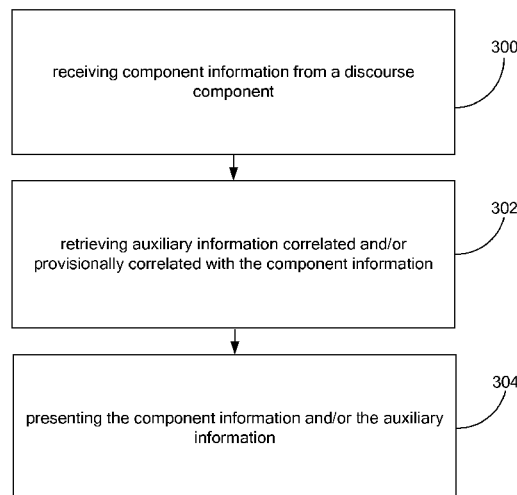 receiving component information from a discourse
component
300
retrieving auxiliary information correlated and/or
provisionally correlated with the component information
302
presenting the component information and/or the auxiliary
information
304